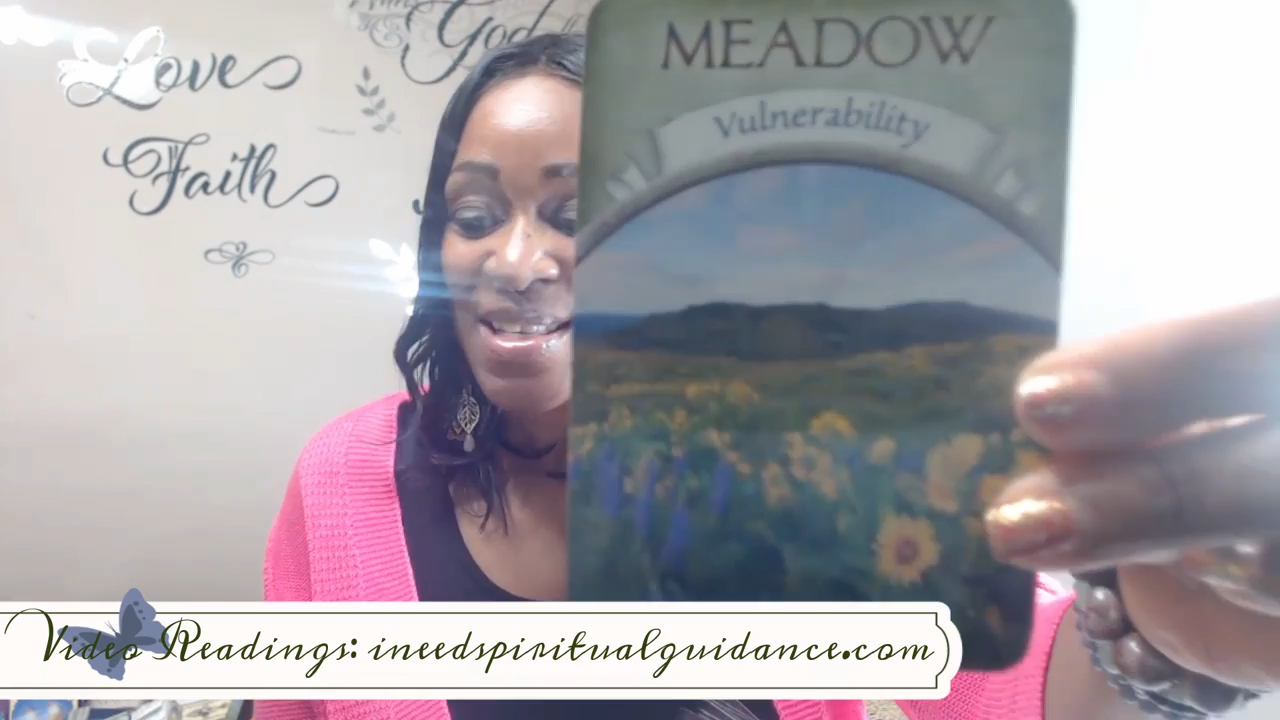 God
Love
Faith
MEADOW
Vulnerability
Video Readings: ineedspiritualguidance.com